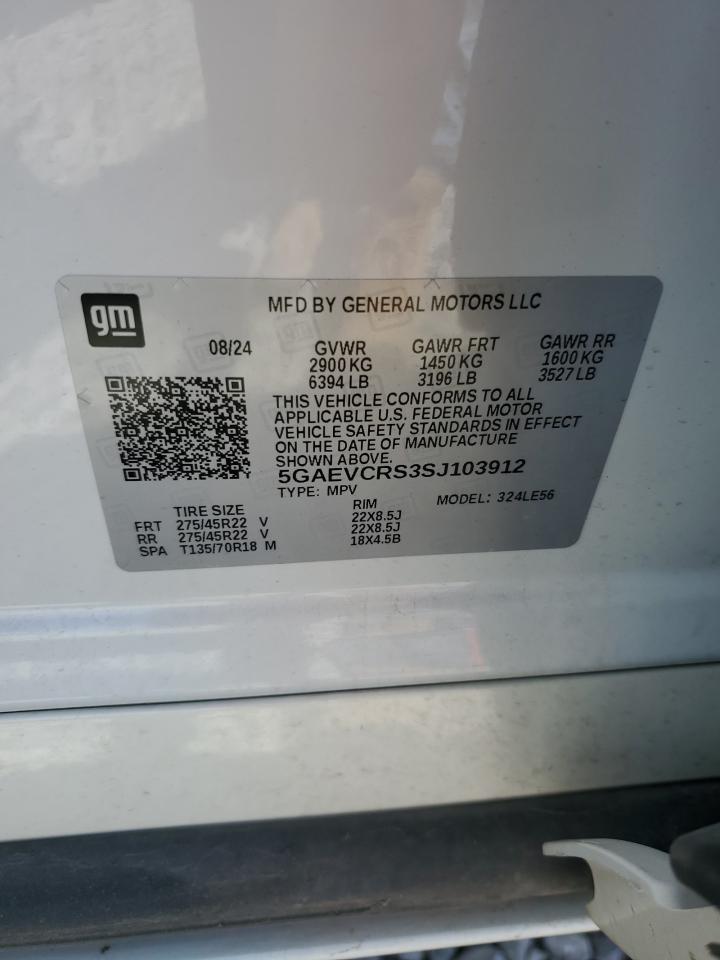 gm
MFD BY GENERAL MOTORS LLC
08/24 GVWR GAWR FRT GAWR RR
2900 KG 1450 KG 1600 KG
6394 LB 3196 LB 3527 LB
THIS VEHICLE CONFORMS TO ALL
APPLICABLE U.S. FEDERAL MOTOR
VEHICLE SAFETY STANDARDS IN EFFECT
ON THE DATE OF MANUFACTURE
SHOWN ABOVE.
5GAEVCRS3SJ103912
TYPE: MPV MODEL: 324LE56
TIRE SIZE RIM
FRT 275/45R22 V 22X8.5J
RR 275/45R22 V 22X8.5J
SPA T135/70R18 M 18X4.5B